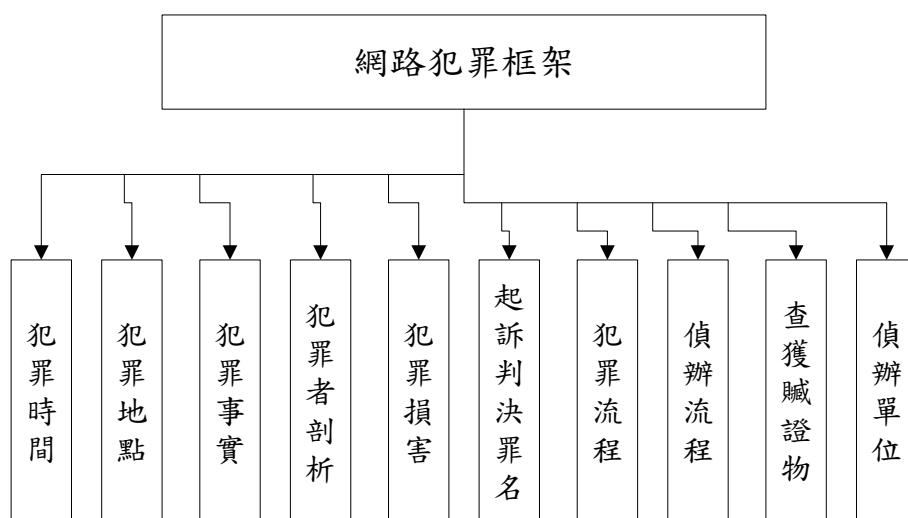 網路犯罪框架
犯罪時間
犯罪地點
犯罪事實
犯罪者剖析
犯罪損害
起訴判決罪名
犯罪流程
偵辦流程
查獲贓證物
偵辦單位